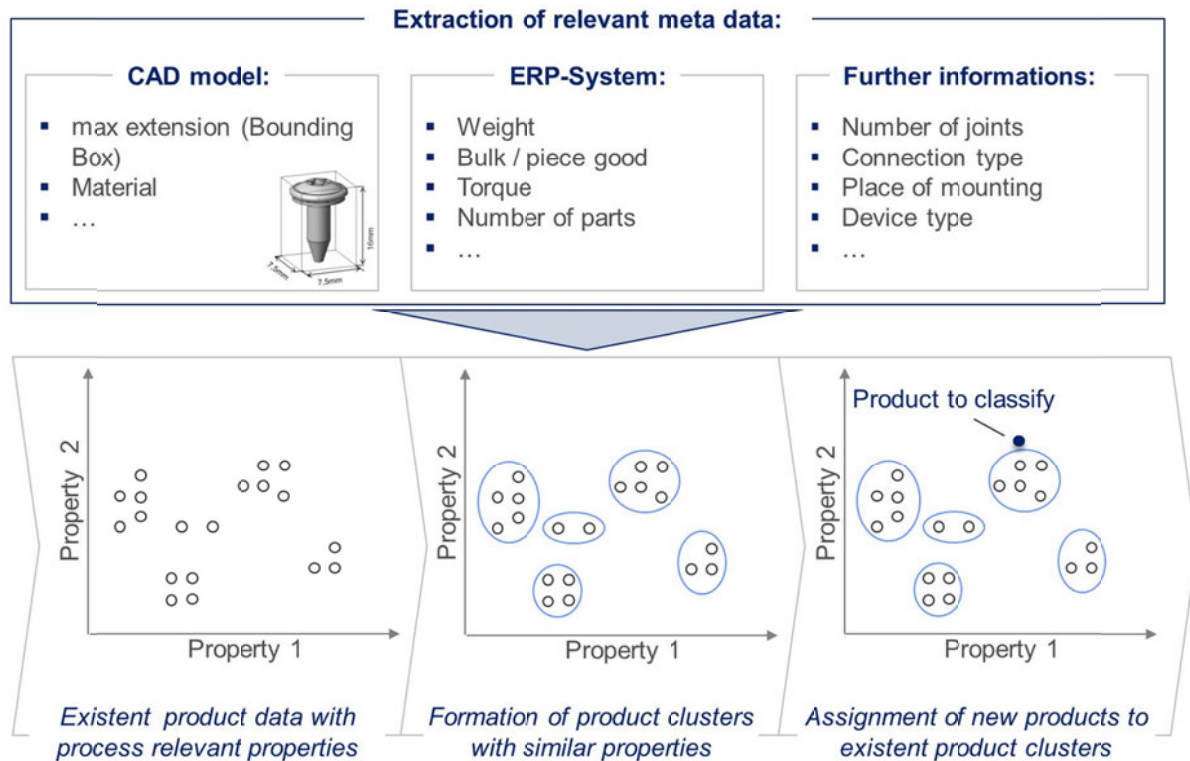 Extraction of relevant meta data:
CAD model:
▪ max extension (Bounding
Box)
▪ Material
▪ ...
7.5mm
7.5mm
16mm
ERP-System:
▪ Weight
▪ Bulk / piece good
▪ Torque
▪ Number of parts
▪ ...
Further informations:
▪ Number of joints
▪ Connection type
▪ Place of mounting
▪ Device type
▪ ...
Property 2
Property 1
Existent product data with
process relevant properties
Property 2
Property 1
Formation of product clusters
with similar properties
Product to classify
Property 2
Property 1
Assignment of new products to
existent product clusters